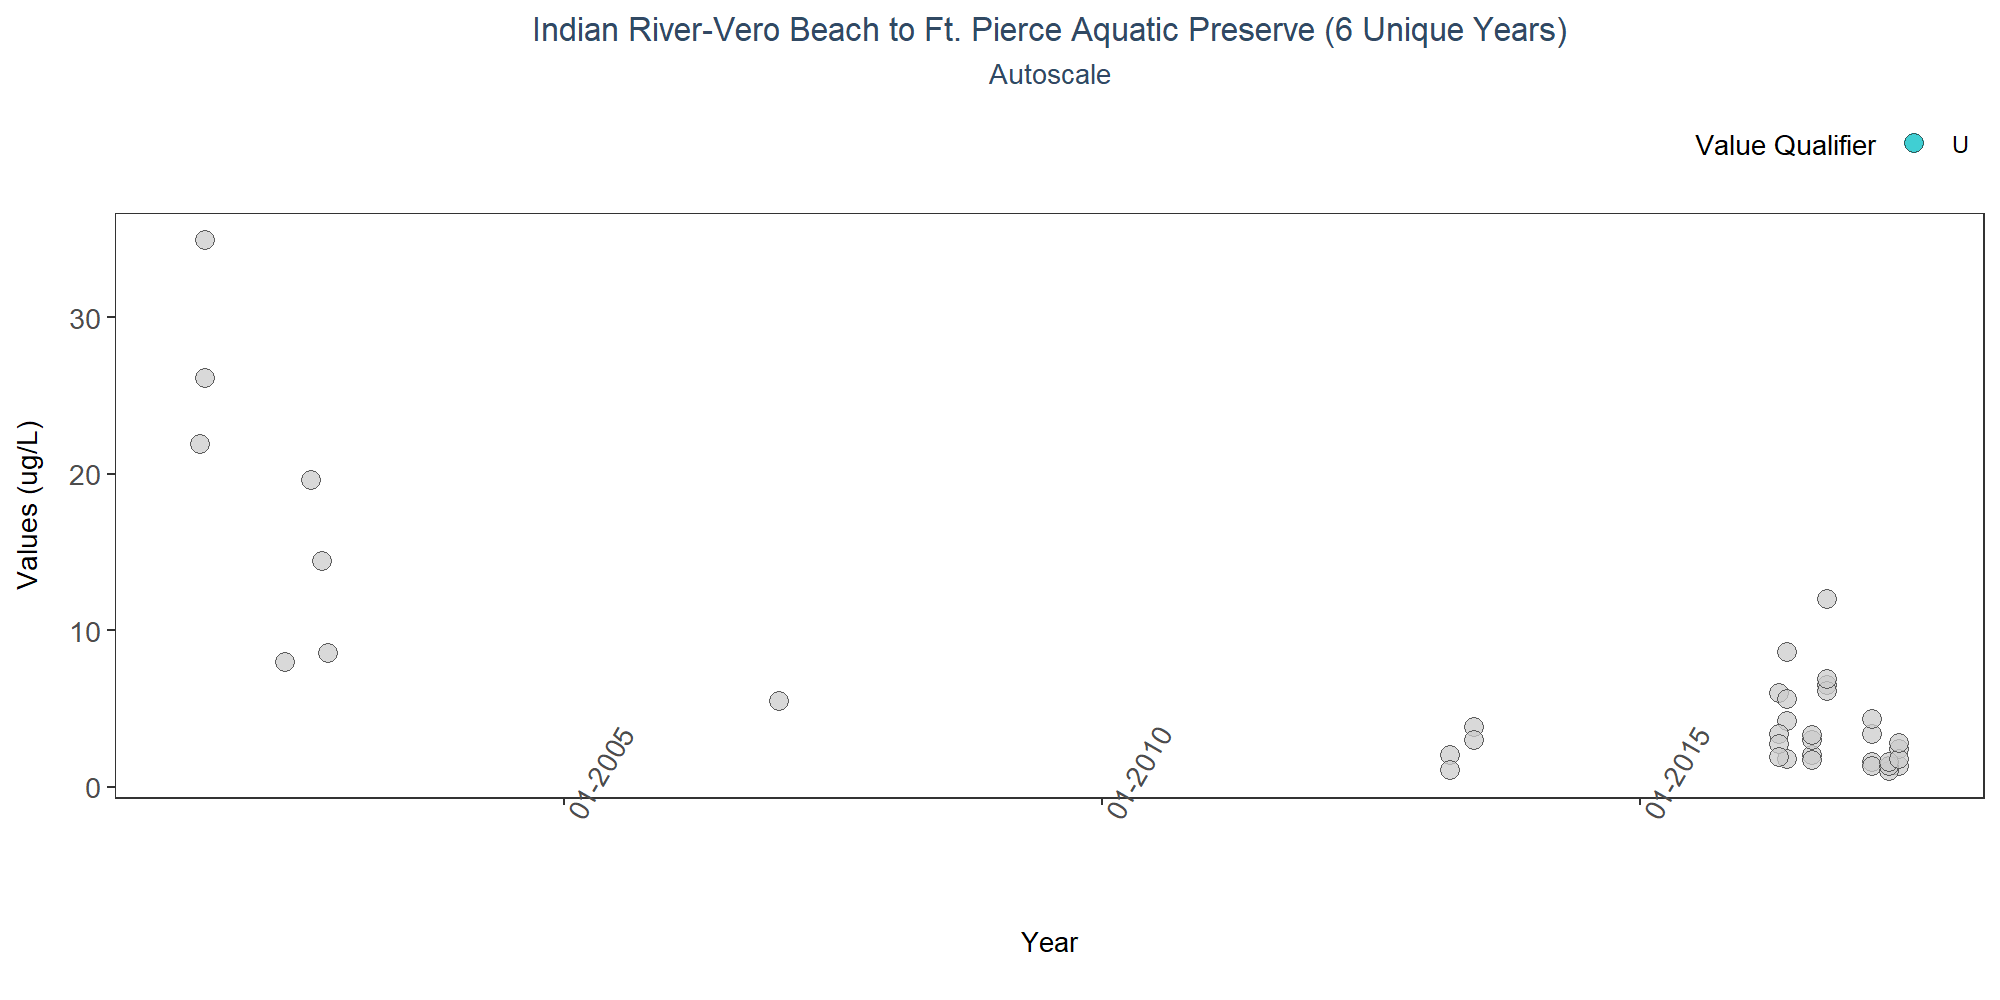 Indian River-Vero Beach to Ft. Pierce Aquatic Preserve (6 Unique Years)
Autoscale
Value Qualifier U
Values (ug/L)
30
20
10
0
01-2005
01-2010
01-2015
Year